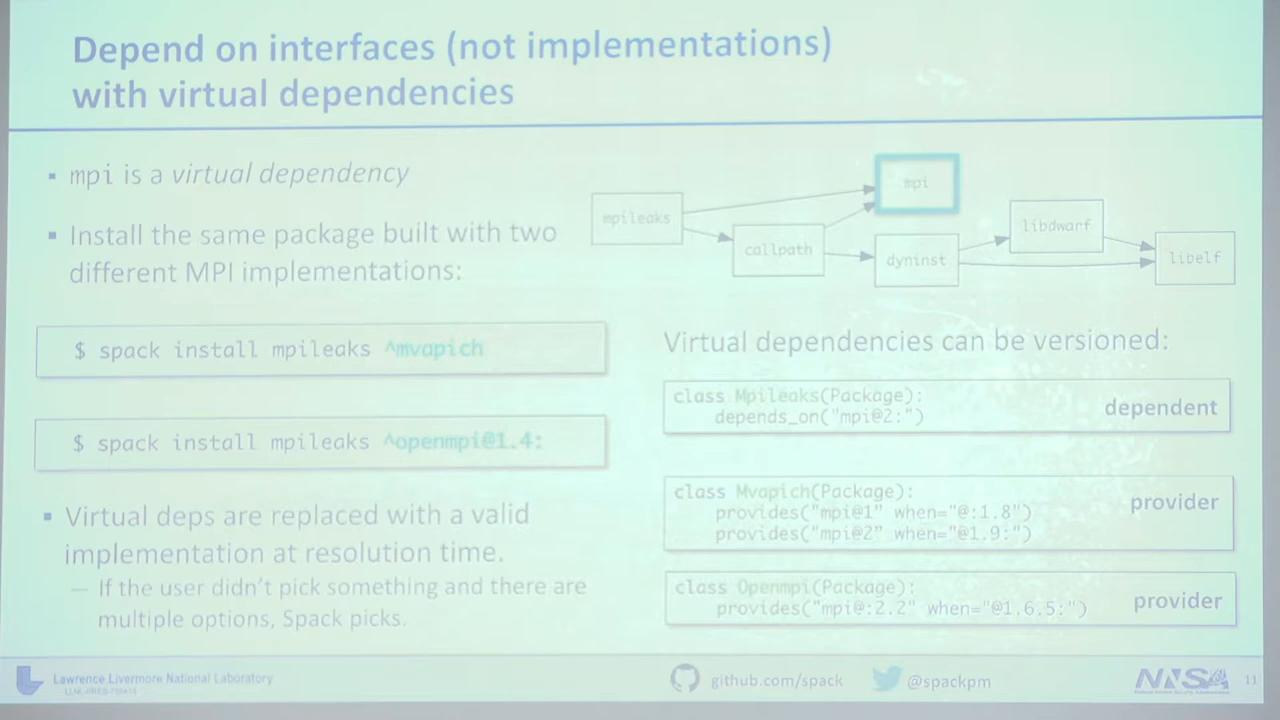 Depend on interfaces (not implementations)
with virtual dependencies
▪ mpi is a virtual dependency
▪ Install the same package built with two
different MPI implementations:
$ spack install mpileaks ^mvapich
$ spack install mpileaks ^openmpi@1.4:
▪ Virtual deps are replaced with a valid
implementation at resolution time.
— If the user didn't pick something and there are
multiple options, Spack picks.
mpi
mpileaks
callpath
dyninst
libdwarf
libelf
Virtual dependencies can be versioned:
class Mpileaks(Package):
depends_on("mpi@2:")
dependent
class Mvapich(Package):
provides("mpi@1" when="@:1.8")
provides("mpi@2" when="@1.9:")
provider
class Openmpi(Package):
provides("mpi@:2.2" when="@1.6.5:")
provider
Lawrence Livermore National Laboratory
github.com/spack
@spackpm
NNSA
11